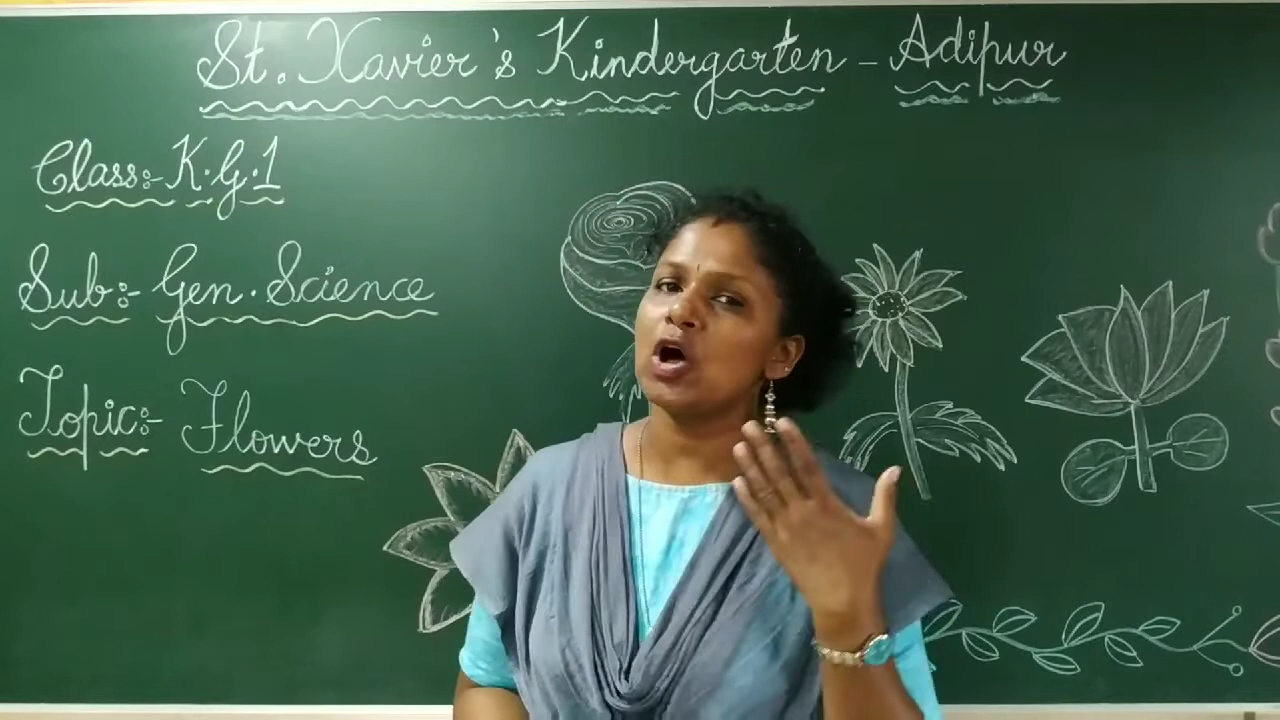 St. Xavier's Kindergarten - Adipur
Class:- K.G.1
Sub:- Gen. Science
Topic:- Flowers